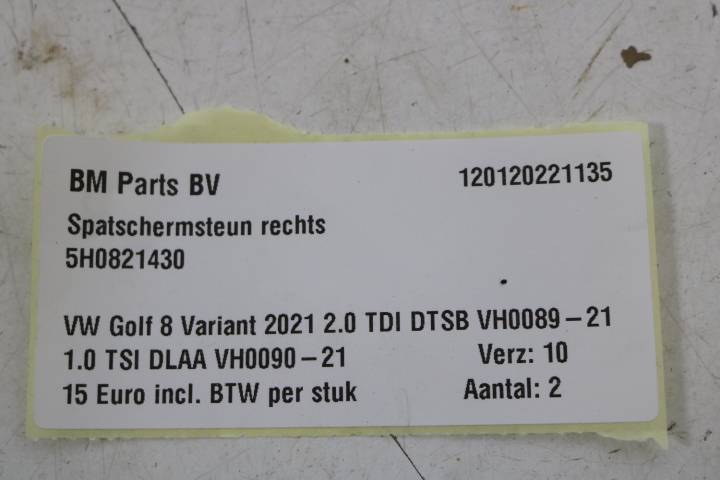 BM Parts BV 120120221135
Spatschermsteun rechts
5H0821430
VW Golf 8 Variant 2021 2.0 TDI DTSB VH0089-21
1.0 TSI DLAA VH0090-21 Verz: 10
15 Euro incl. BTW per stuk Aantal: 2